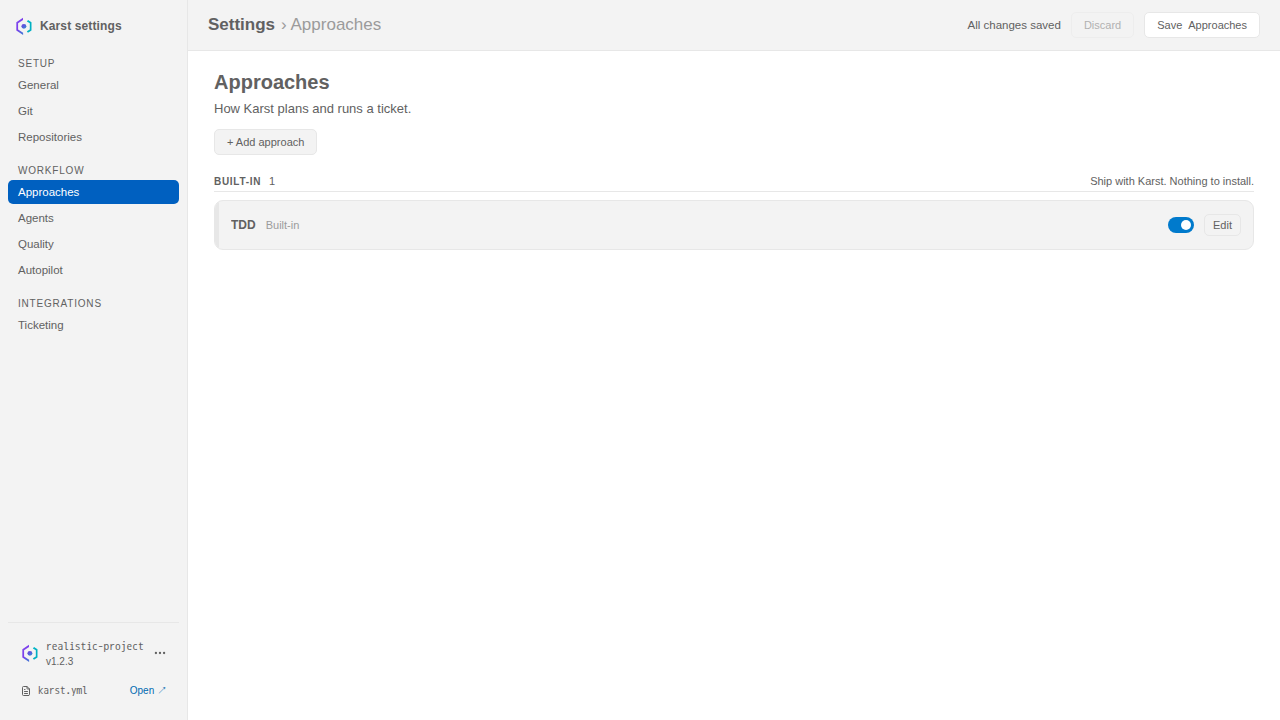 Karst settings
SETUP
General
Git
Repositories
WORKFLOW
Approaches
Agents
Quality
Autopilot
INTEGRATIONS
Ticketing
realistic-project
v1.2.3
karst.yml
Open ↗
Settings › Approaches
All changes saved
Discard
Save Approaches
Approaches
How Karst plans and runs a ticket.
+ Add approach
BUILT-IN 1
Ship with Karst. Nothing to install.
TDD Built-in
Edit